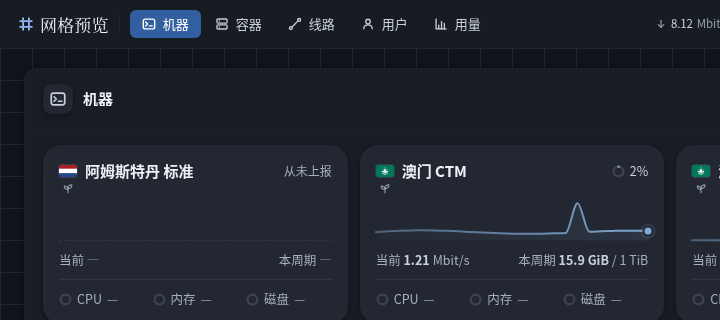 网格预览 机器 容器 线路 用户 用量 ↓ 8.12 Mbit
机器
阿姆斯特丹 标准 从未上报
澳门 CTM 2%
当前 — 本周期 —
当前 1.21 Mbit/s 本周期 15.9 GiB / 1 TiB
当前
CPU — 内存 — 磁盘 —
CPU — 内存 — 磁盘 —